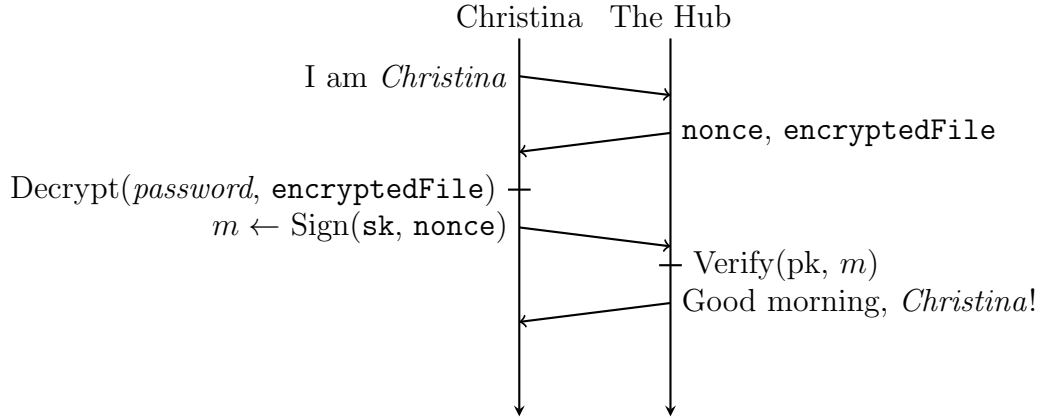 Christina The Hub
I am Christina
nonce, encryptedFile
Decrypt(password, encryptedFile)
m ← Sign(sk, nonce)
Verify(pk, m)
Good morning, Christina!